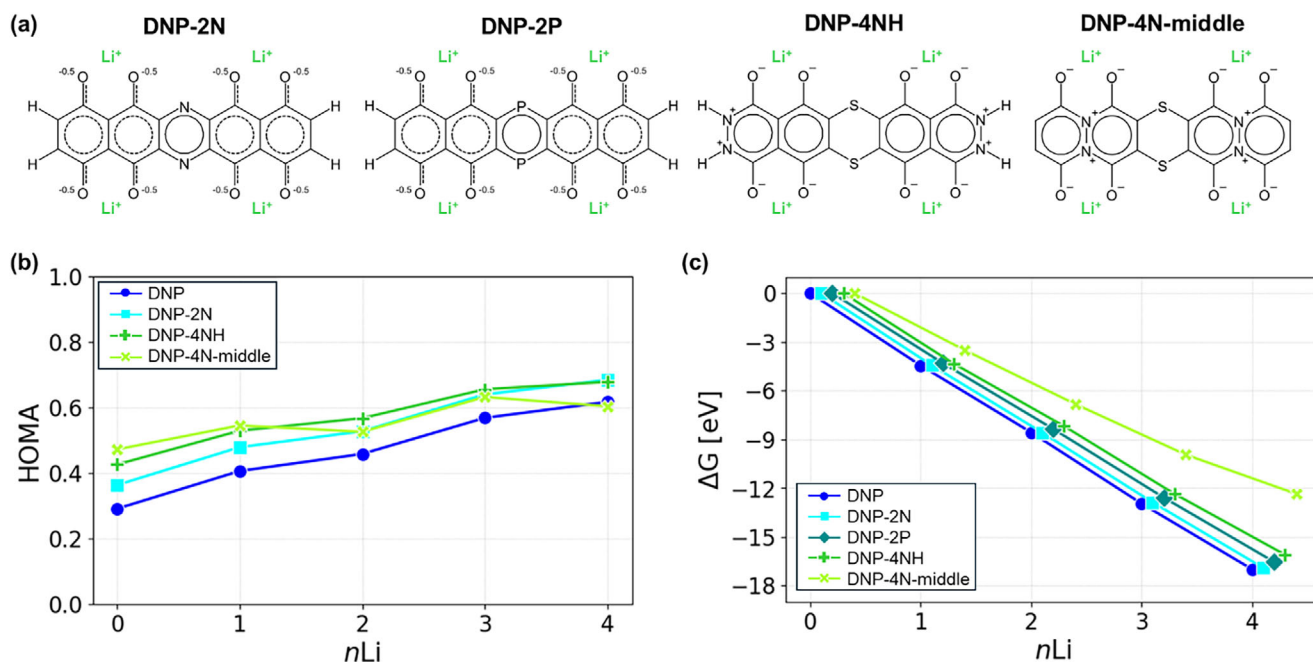 (a)
DNP-2N
DNP-2P
DNP-4NH
DNP-4N-middle
Li⁺ Li⁺ Li⁺ Li⁺ Li⁺ Li⁺ Li⁺ Li⁺
-0.5 O -0.5 O O -0.5 O -0.5 -0.5 O -0.5 O O -0.5 O -0.5 O⁻ O⁻ O⁻ O⁻ O⁻ O⁻ O⁻ O⁻
H N H H P H H N⁺ S N⁺ H N⁺ S N⁺
H N H H P H H N⁺ S N⁺ H N⁺ S N⁺
-0.5 O -0.5 O O -0.5 O -0.5 -0.5 O -0.5 O O -0.5 O -0.5 O⁻ O⁻ O⁻ O⁻ O⁻ O⁻ O⁻ O⁻
Li⁺ Li⁺ Li⁺ Li⁺ Li⁺ Li⁺ Li⁺ Li⁺
(b)
1.0
0.8
0.6
0.4
0.2
0.0
HOMA
DNP
DNP-2N
DNP-4NH
DNP-4N-middle
0 1 2 3 4
nLi
(c)
0
−3
−6
−9
−12
−15
−18
ΔG [eV]
DNP
DNP-2N
DNP-2P
DNP-4NH
DNP-4N-middle
0 1 2 3 4
nLi